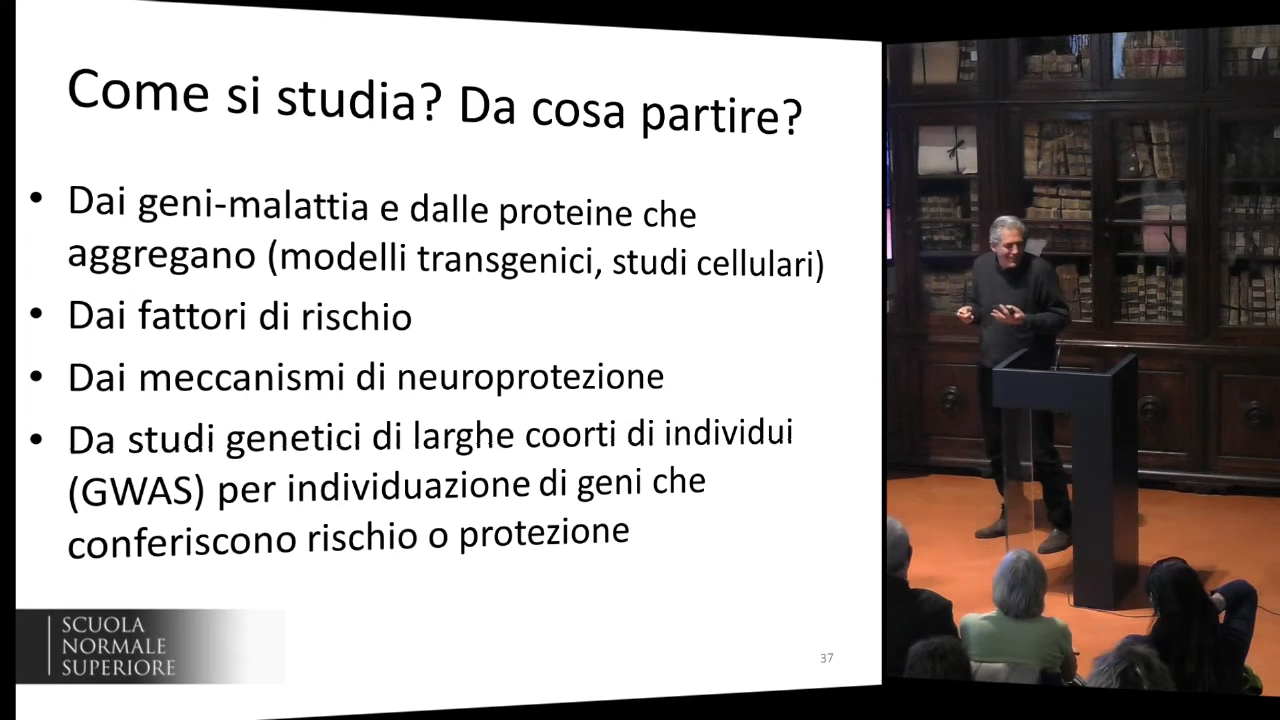 Come si studia? Da cosa partire?
• Dai geni-malattia e dalle proteine che
aggregano (modelli transgenici, studi cellulari)
• Dai fattori di rischio
• Dai meccanismi di neuroprotezione
• Da studi genetici di larghe coorti di individui
(GWAS) per individuazione di geni che
conferiscono rischio o protezione
SCUOLA
NORMALE
SUPERIORE
37